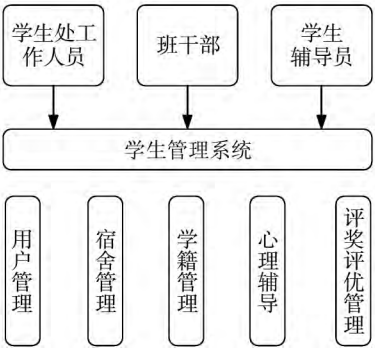 学生处工
作人员
班干部
学生
辅导员
学生管理系统
用户管理
宿舍管理
学籍管理
心理辅导
评奖评优管理